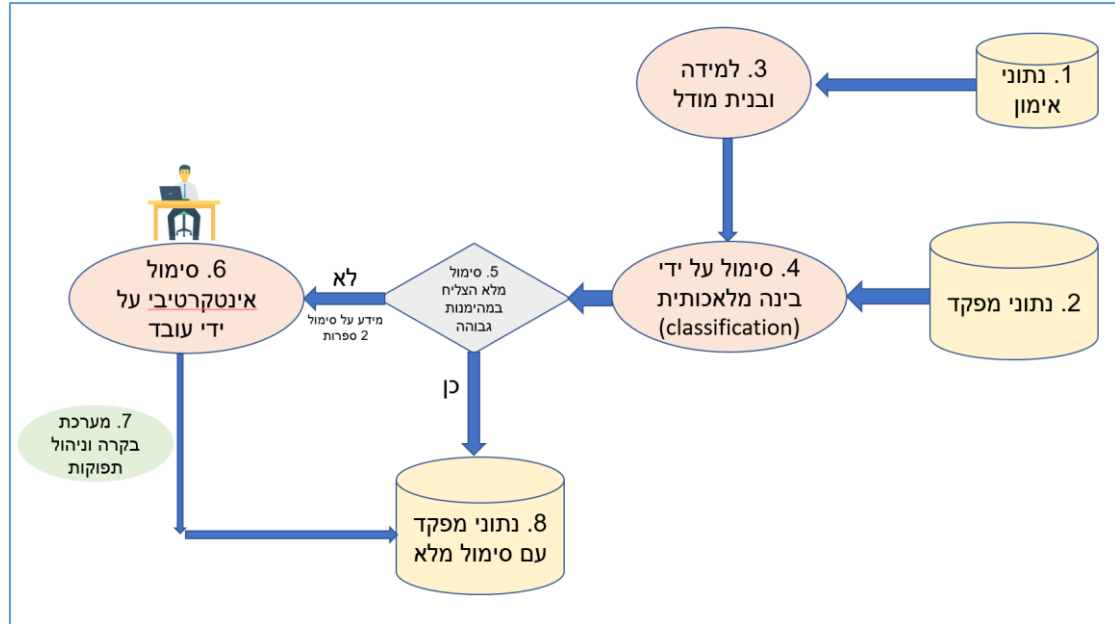 1. נתוני
אימון
3. למידה
ובנית מודל
2. נתוני מפקד
4. סימול על ידי
בינה מלאכותית
(classification)
5. סימול
מלא הצליח
במהימנות
גבוהה
לא
מידע על סימול
2 ספרות
כן
6. סימול
אינטקרטיבי על
ידי עובד
7. מערכת
בקרה וניהול
תפוקות
8. נתוני מפקד
עם סימול מלא